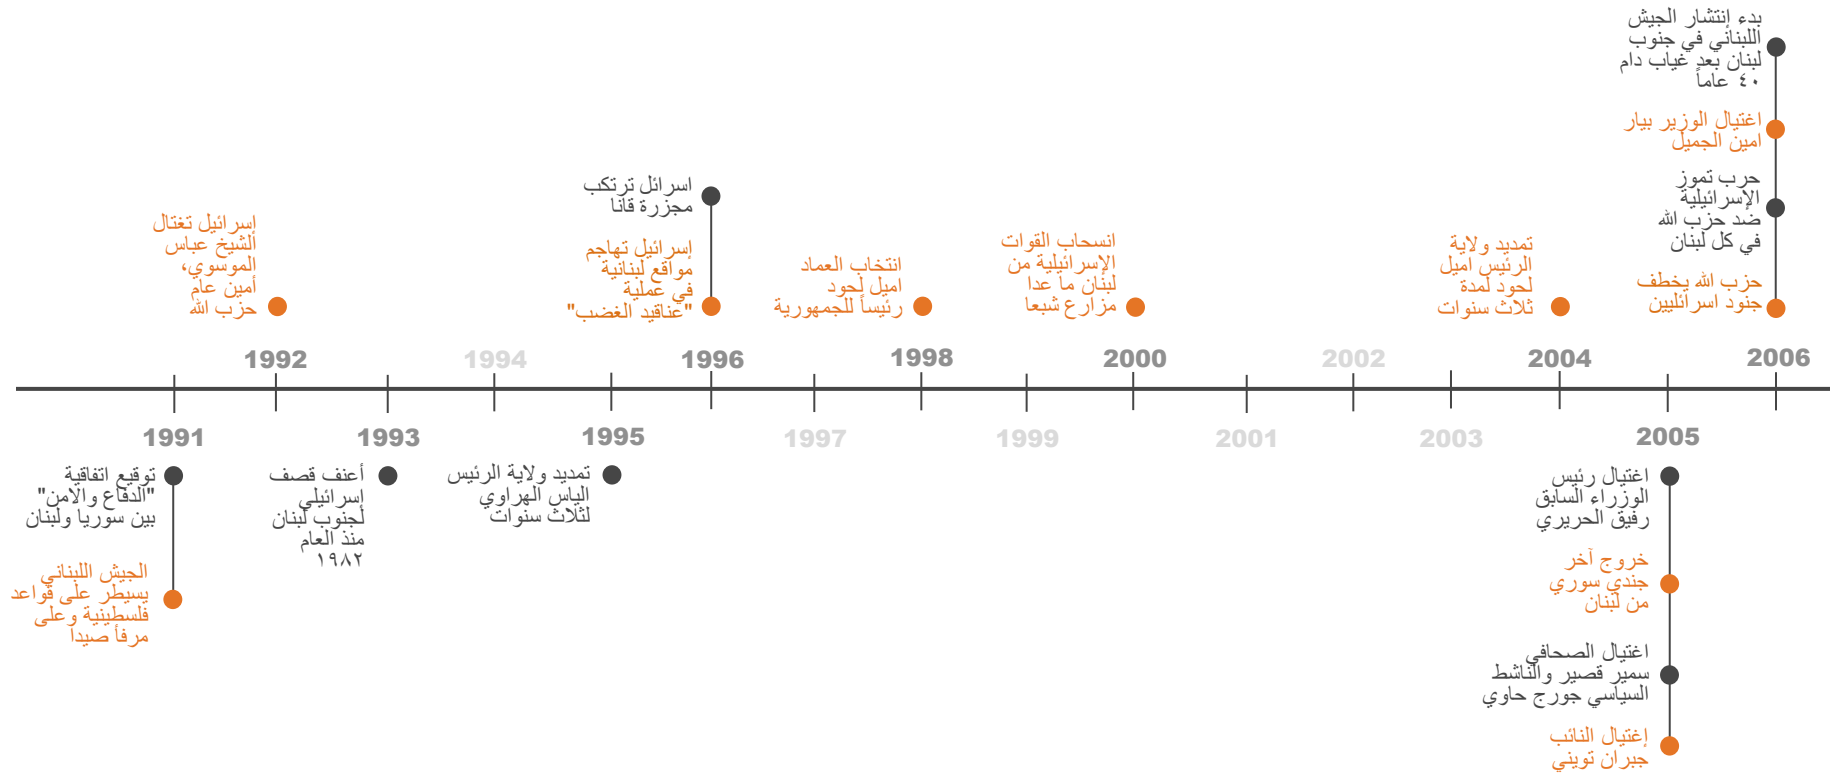 إسرائيل تغتال
الشيخ عباس
الموسوي،
أمين عام
حزب الله
اسرائل ترتكب
مجزرة قانا
إسرائيل تهاجم
مواقع لبنانية
في عملية
"عناقيد الغضب"
انتخاب العماد
اميل لحود
رئيساً للجمهورية
انسحاب القوات
الإسرائيلية من
لبنان ما عدا
مزارع شبعا
تمديد ولاية
الرئيس اميل
لحود لمدة
ثلاث سنوات
بدء إنتشار الجيش
اللبناني في جنوب
لبنان بعد غياب دام
٤٠ عاماً
اغتيال الوزير بيار
امين الجميل
حرب تموز
الإسرائيلية
ضد حزب الله
في كل لبنان
حزب الله يخطف
جنود اسرائليين
1992
1994
1996
1998
2000
2002
2004
2006
1991
1993
1995
1997
1999
2001
2003
2005
توقيع اتفاقية
"الدفاع والامن"
بين سوريا ولبنان
الجيش اللبناني
يسيطر على قواعد
فلسطينية وعلى
مرفأ صيدا
أعنف قصف
إسرائيلي
لجنوب لبنان
منذ العام
١٩٨٢
تمديد ولاية الرئيس
الياس الهراوي
لثلاث سنوات
اغتيال رئيس
الوزراء السابق
رفيق الحريري
خروج آخر
جندي سوري
من لبنان
اغتيال الصحافي
سمير قصير والناشط
السياسي جورج حاوي
إغتيال النائب
جبران تويني